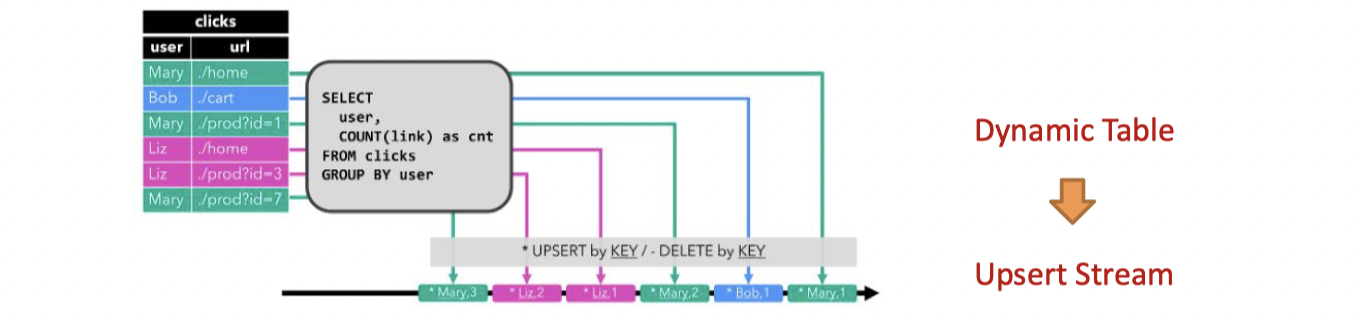 clicks
user url
Mary ./home
Bob ./cart
Mary ./prod?id=1
Liz ./home
Liz ./prod?id=3
Mary ./prod?id=7
SELECT
user,
COUNT(link) as cnt
FROM clicks
GROUP BY user
* UPSERT by KEY / - DELETE by KEY
* Mary,3 * Liz,2 * Liz,1 * Mary,2 * Bob,1 * Mary,1
Dynamic Table
Upsert Stream